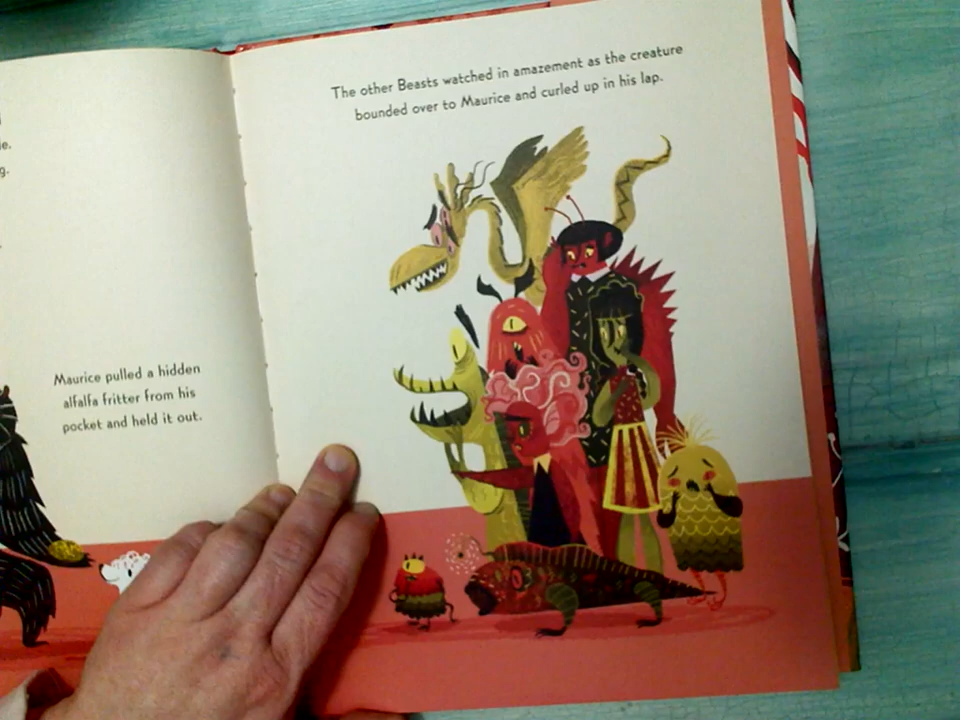 Maurice pulled a hidden
alfalfa fritter from his
pocket and held it out.
The other Beasts watched in amazement as the creature
bounded over to Maurice and curled up in his lap.